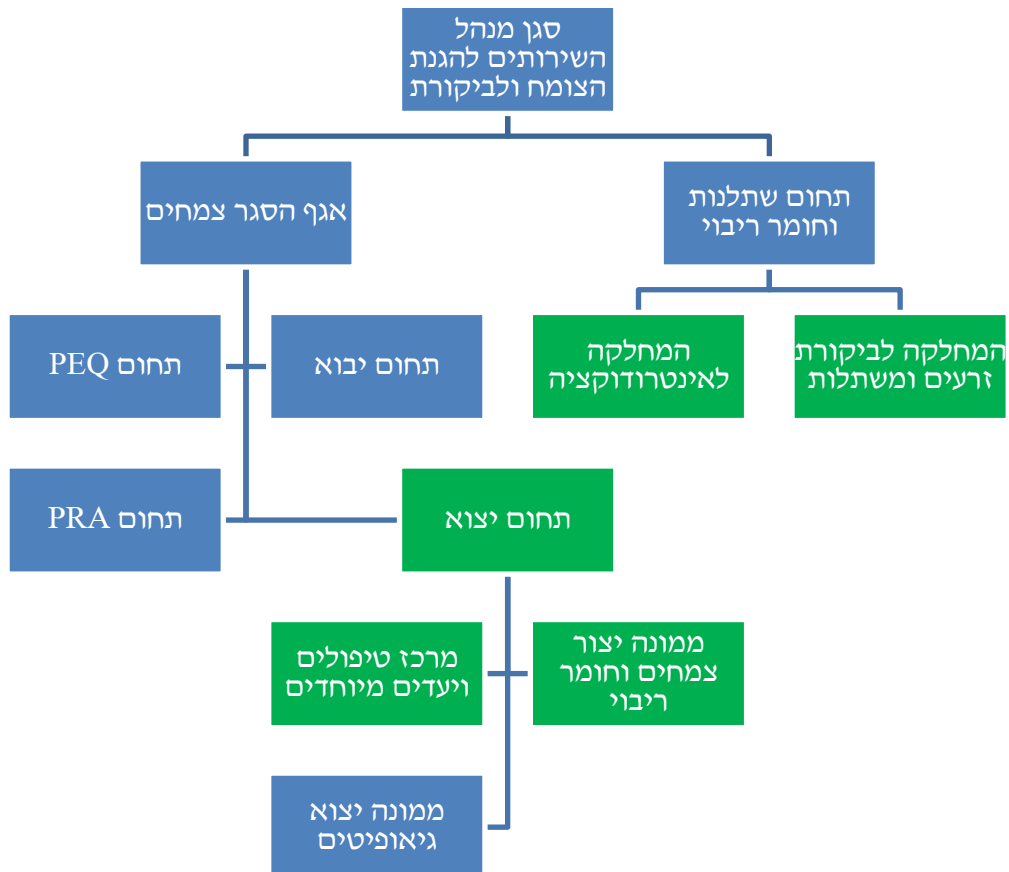 סגן מנהל
השירותים להגנת
הצומח ולביקורת
תחום שתלנות
וחומר ריבוי
אגף הסגר צמחים
המחלקה לביקורת
זרעים ומשתלות
המחלקה
לאינטרודוקציה
תחום יבוא
תחום PEQ
תחום יצוא
תחום PRA
ממונה יצור
צמחים וחומר
ריבוי
מרכז טיפולים
ויעדים מיוחדים
ממונה יצוא
גיאופיטים